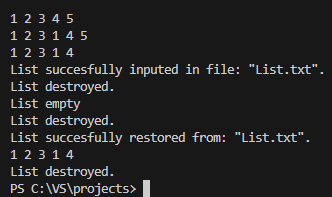 1 2 3 4 5
1 2 3 1 4 5
1 2 3 1 4
List succesfully inputed in file: "List.txt".
List destroyed.
List empty
List destroyed.
List succesfully restored from: "List.txt".
1 2 3 1 4
List destroyed.
PS C:\VS\projects>